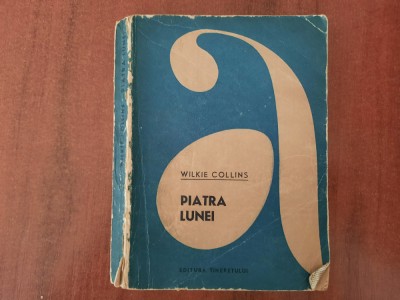 WILKIE COLLINS
PIATRA
LUNEI
EDITURA TINERETULUI